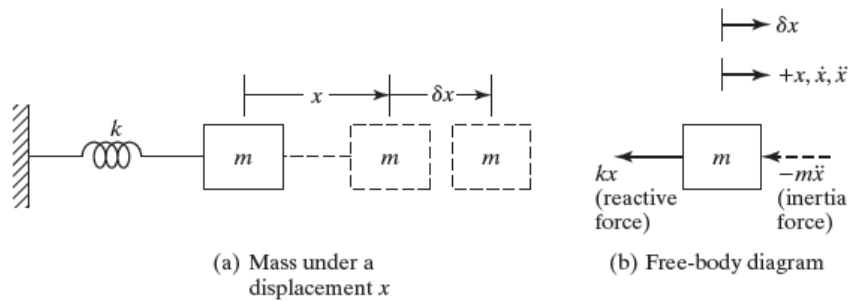 δx
+x, ẋ, ẍ
x
δx
k
m
m
m
m
kx
(reactive
force)
−mẍ
(inertia
force)
(a) Mass under a
displacement x
(b) Free-body diagram